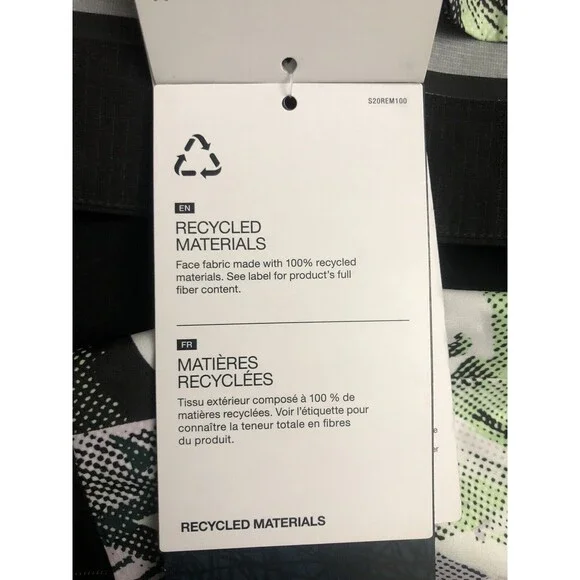 S20REM100
EN
RECYCLED
MATERIALS
Face fabric made with 100% recycled
materials. See label for product's full
fiber content.
FR
MATIÈRES
RECYCLÉES
Tissu extérieur composé à 100 % de
matières recyclées. Voir l'étiquette pour
connaître la teneur totale en fibres
du produit.
RECYCLED MATERIALS